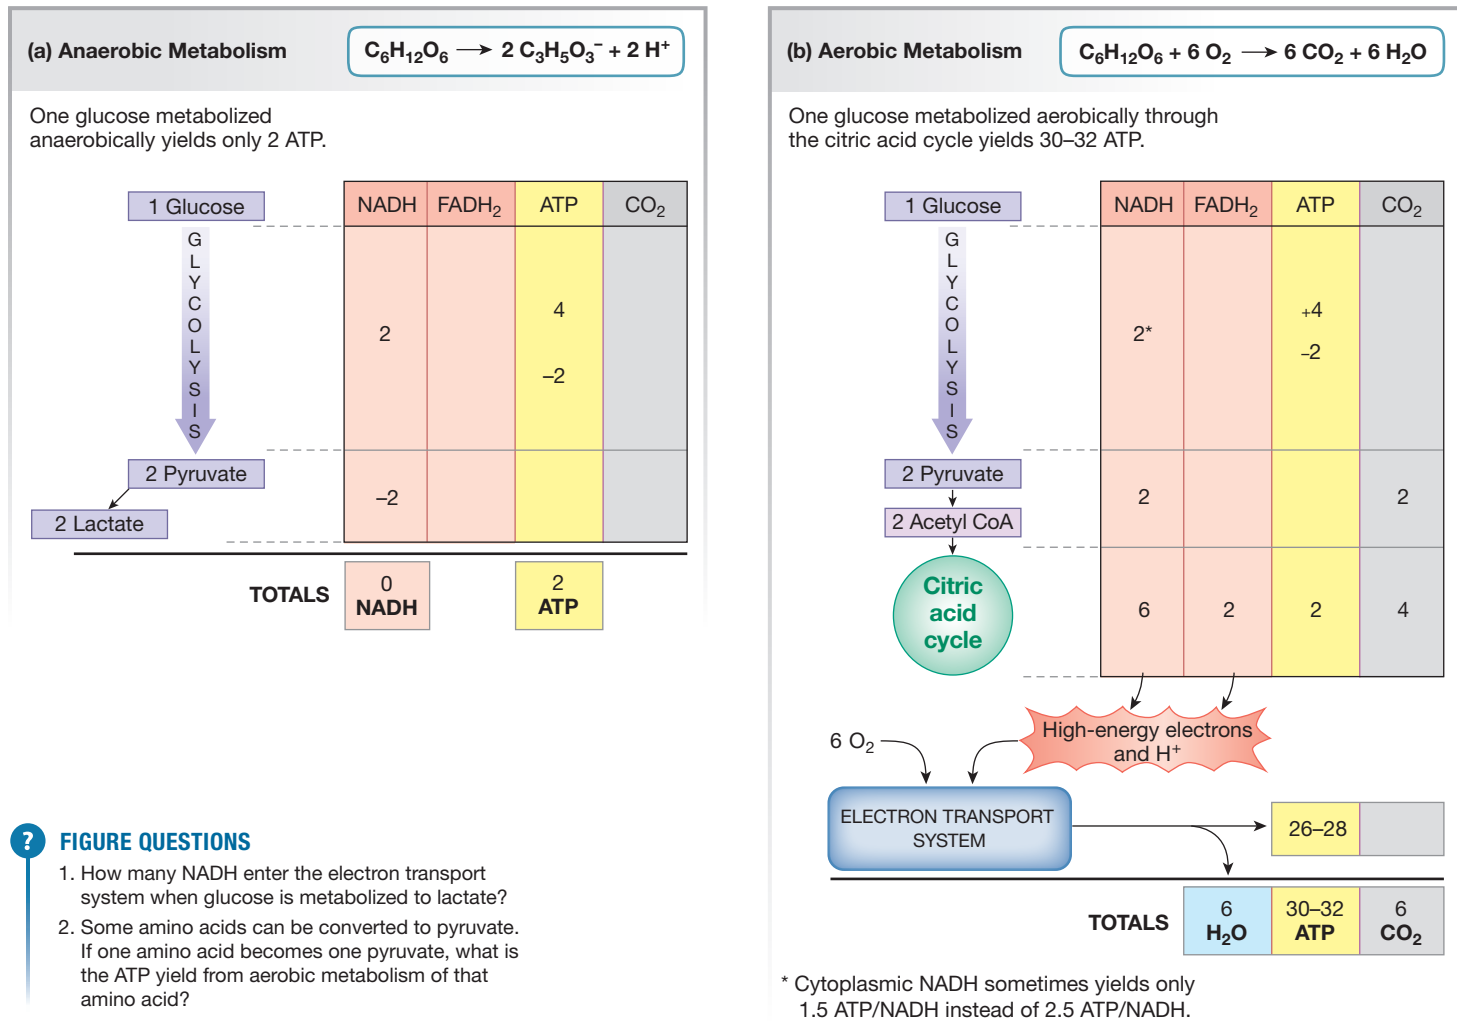 (a) Anaerobic Metabolism
C₆H₁₂O₆ ⟶ 2 C₃H₅O₃⁻ + 2 H⁺
One glucose metabolized
anaerobically yields only 2 ATP.
NADH FADH₂ ATP CO₂
1 Glucose
GLYCOLYSIS
2
4
–2
2 Pyruvate
–2
2 Lactate
TOTALS
0
NADH
2
ATP
? FIGURE QUESTIONS
1. How many NADH enter the electron transport
system when glucose is metabolized to lactate?
2. Some amino acids can be converted to pyruvate.
If one amino acid becomes one pyruvate, what is
the ATP yield from aerobic metabolism of that
amino acid?
(b) Aerobic Metabolism
C₆H₁₂O₆ + 6 O₂ ⟶ 6 CO₂ + 6 H₂O
One glucose metabolized aerobically through
the citric acid cycle yields 30–32 ATP.
NADH FADH₂ ATP CO₂
1 Glucose
GLYCOLYSIS
2*
+4
–2
2 Pyruvate
2 2
2 Acetyl CoA
Citric
acid
cycle
6 2 2 4
High-energy electrons
and H⁺
6 O₂
ELECTRON TRANSPORT
SYSTEM
26–28
TOTALS
6
H₂O
30–32
ATP
6
CO₂
* Cytoplasmic NADH sometimes yields only
1.5 ATP/NADH instead of 2.5 ATP/NADH.